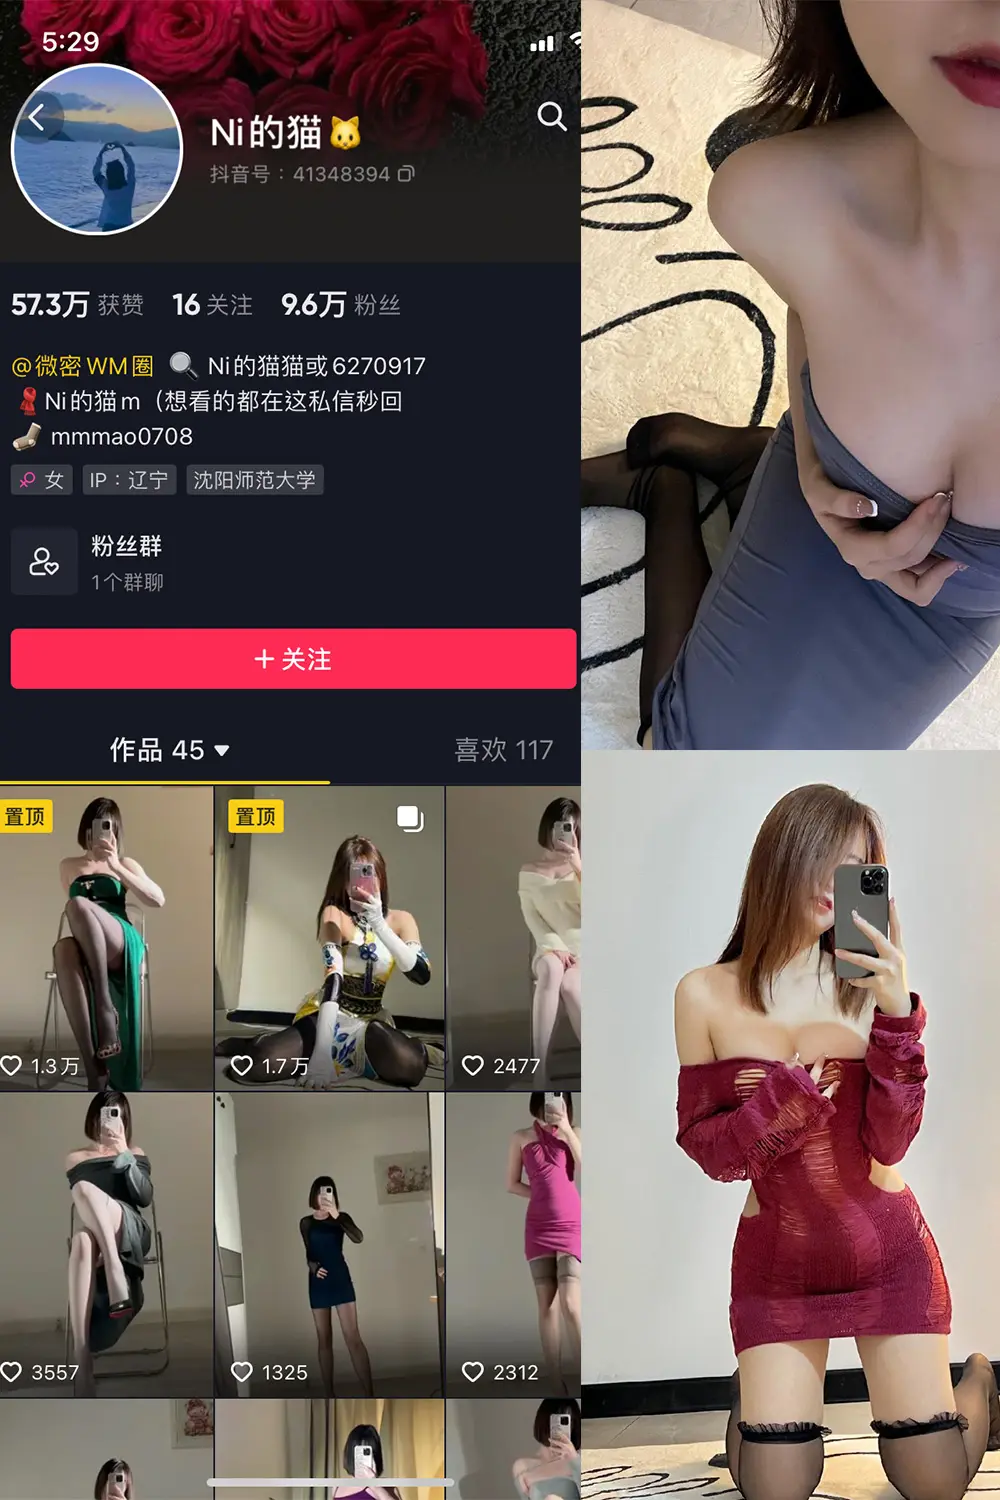 5:29
Ni的猫🐱
抖音号：41348394
57.3万 获赞 16 关注 9.6万 粉丝
@微密WM圈 🔍 Ni的猫猫或6270917
🧣Ni的猫m（想看的都在这私信秒回
🧦 mmmao0708
女 IP：辽宁 沈阳师范大学
粉丝群
1个群聊
+ 关注
作品 45 喜欢 117
置顶 置顶
1.3万 1.7万 2477
3557 1325 2312